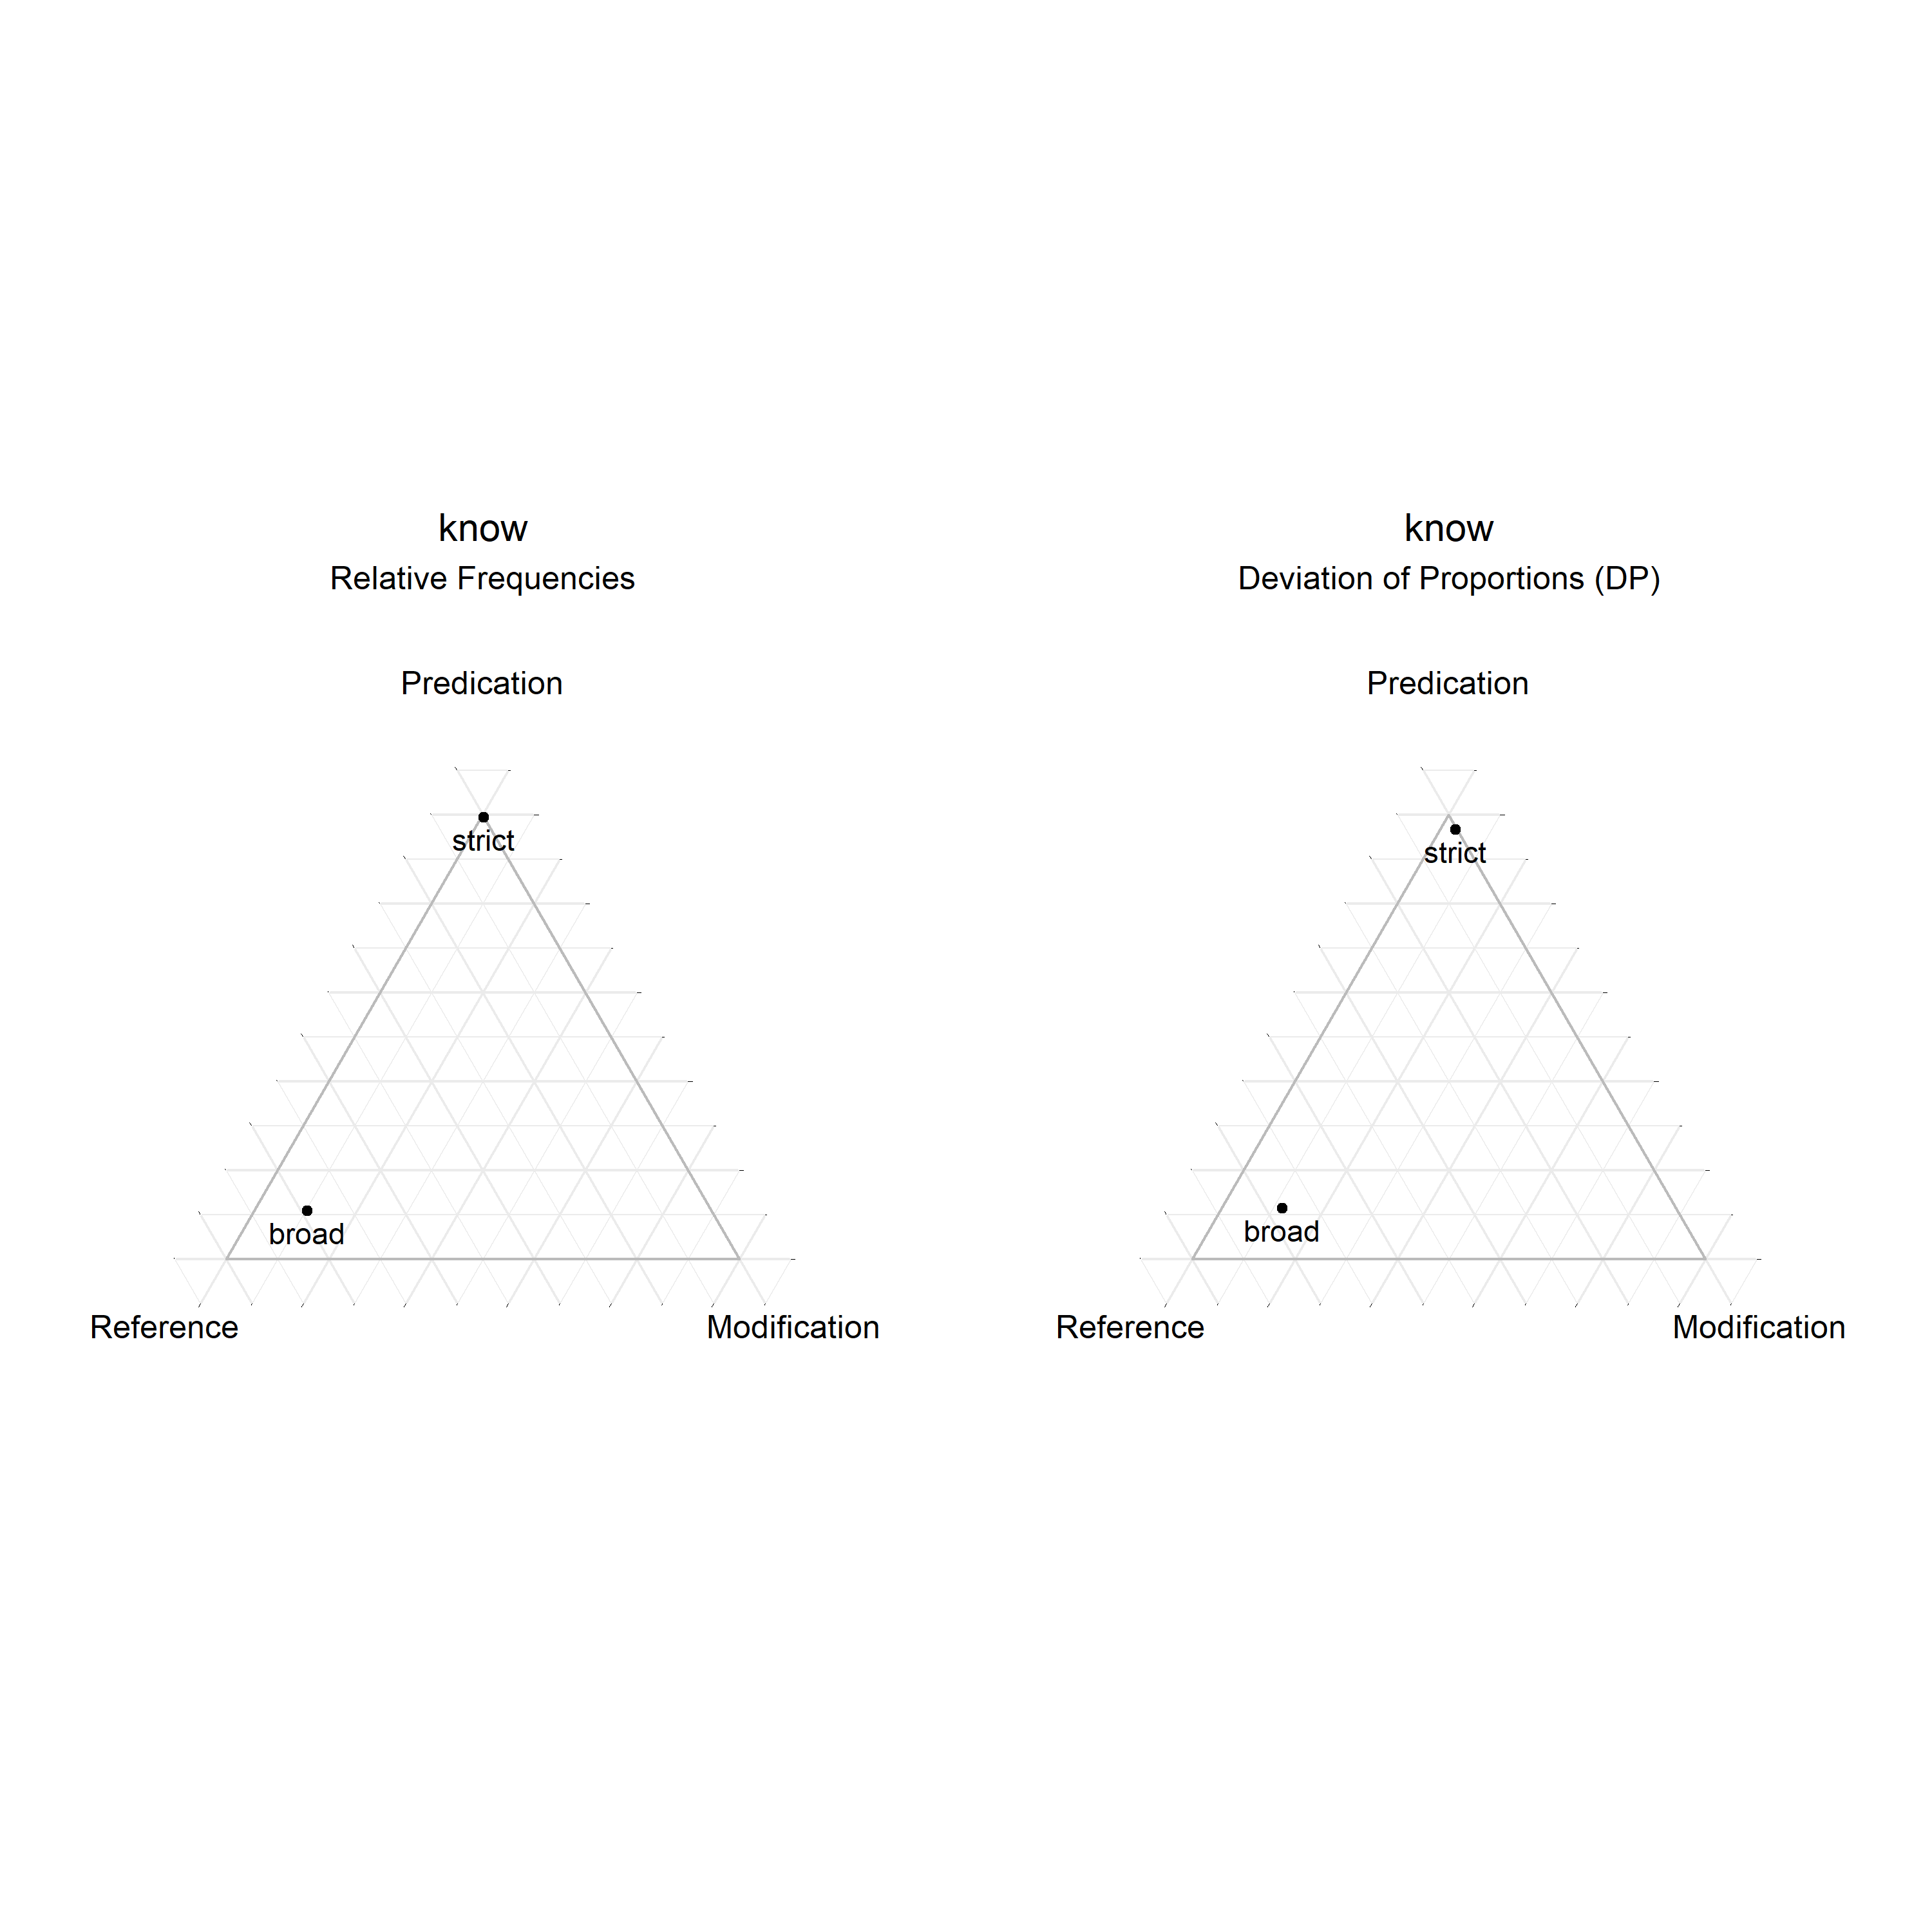 know
Relative Frequencies
Predication
strict
broad
Reference
Modification
know
Deviation of Proportions (DP)
Predication
strict
broad
Reference
Modification